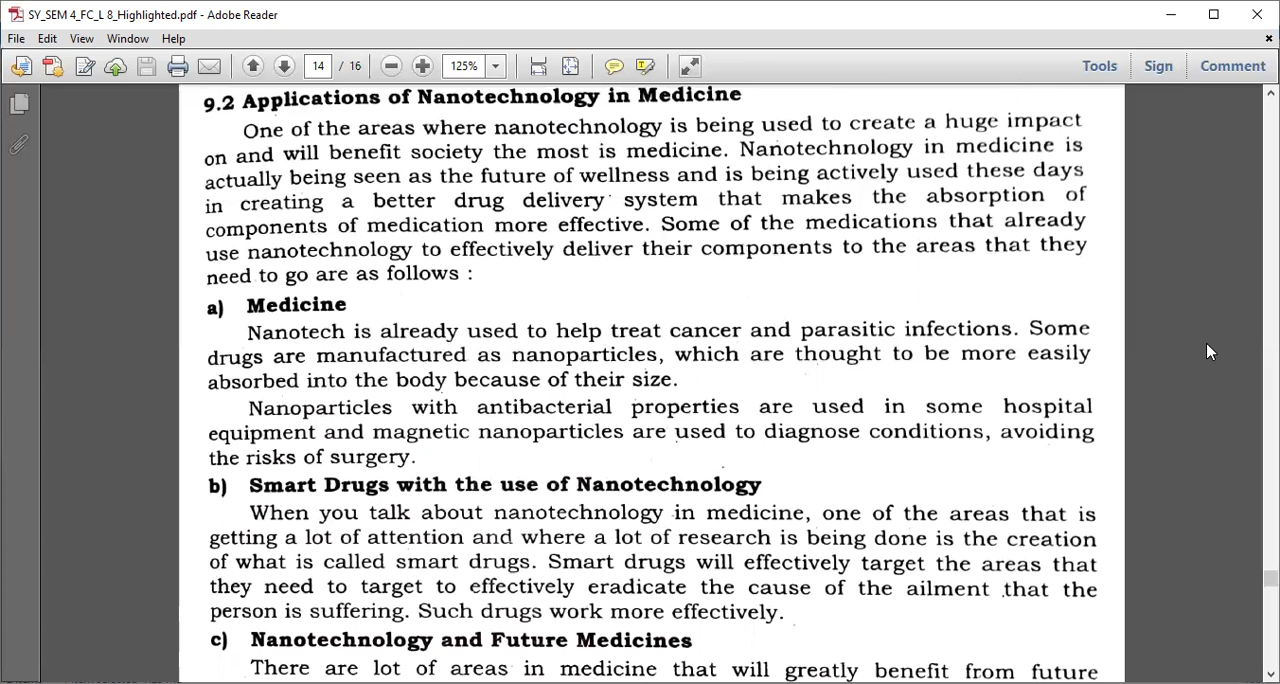 SY_SEM 4_FC_L 8_Highlighted.pdf - Adobe Reader
File Edit View Window Help
14 / 16 125% Tools Sign Comment
9.2 Applications of Nanotechnology in Medicine
One of the areas where nanotechnology is being used to create a huge impact
on and will benefit society the most is medicine. Nanotechnology in medicine is
actually being seen as the future of wellness and is being actively used these days
in creating a better drug delivery system that makes the absorption of
components of medication more effective. Some of the medications that already
use nanotechnology to effectively deliver their components to the areas that they
need to go are as follows :
a) Medicine
Nanotech is already used to help treat cancer and parasitic infections. Some
drugs are manufactured as nanoparticles, which are thought to be more easily
absorbed into the body because of their size.
Nanoparticles with antibacterial properties are used in some hospital
equipment and magnetic nanoparticles are used to diagnose conditions, avoiding
the risks of surgery.
b) Smart Drugs with the use of Nanotechnology
When you talk about nanotechnology in medicine, one of the areas that is
getting a lot of attention and where a lot of research is being done is the creation
of what is called smart drugs. Smart drugs will effectively target the areas that
they need to target to effectively eradicate the cause of the ailment that the
person is suffering. Such drugs work more effectively.
c) Nanotechnology and Future Medicines
There are lot of areas in medicine that will greatly benefit from future